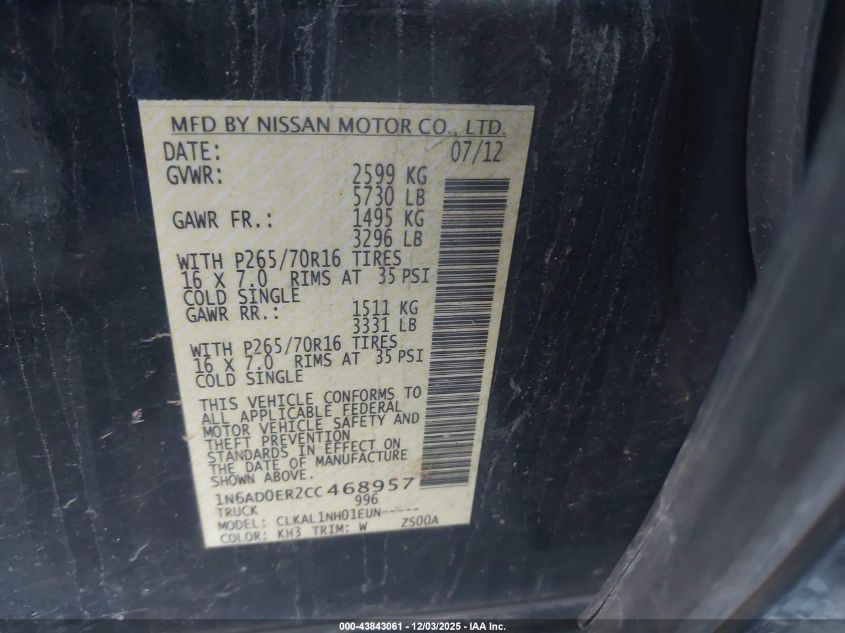 MFD BY NISSAN MOTOR CO., LTD.
DATE: 07/12
GVWR: 2599 KG
5730 LB
GAWR FR.: 1495 KG
3296 LB
WITH P265/70R16 TIRES
16 X 7.0 RIMS AT 35 PSI
COLD SINGLE
GAWR RR.: 1511 KG
3331 LB
WITH P265/70R16 TIRES
16 X 7.0 RIMS AT 35 PSI
COLD SINGLE
THIS VEHICLE CONFORMS TO
ALL APPLICABLE FEDERAL
MOTOR VEHICLE SAFETY AND
THEFT PREVENTION
STANDARDS IN EFFECT ON
THE DATE OF MANUFACTURE
SHOWN ABOVE.
1N6AD0ER2CC468957
TRUCK 996
MODEL: CLKAL1NH01EUN-----
COLOR: KH3 TRIM: W ZS00A
000-43843061 - 12/03/2025 - IAA Inc.